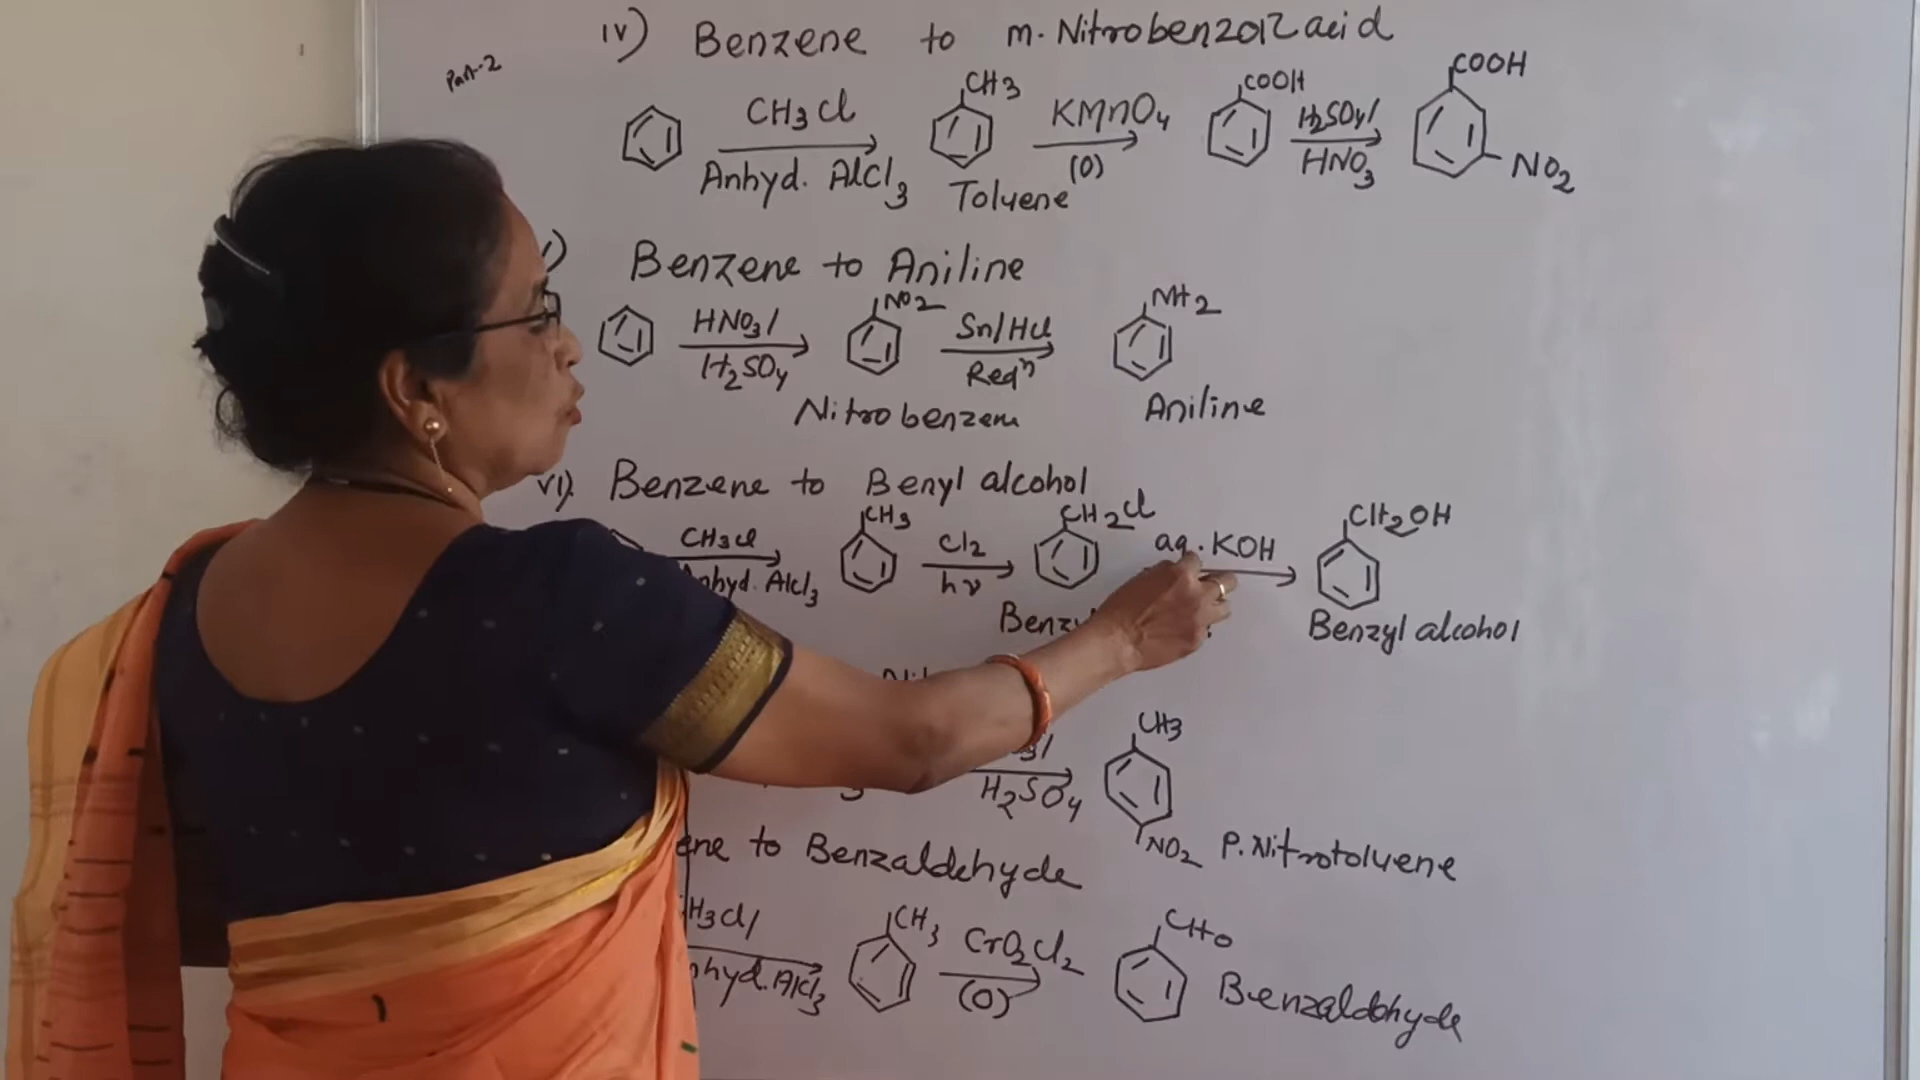 iv) Benzene to m. Nitrobenzoic acid
Part-2
CH3Cl
Anhyd. AlCl3
CH3
Toluene
KMnO4
(O)
COOH
H2SO4/
HNO3
COOH
NO2
Benzene to Aniline
HNO3/
H2SO4
NO2
Nitrobenzene
Sn/HCl
Redn
NH2
Aniline
vi). Benzene to Benyl alcohol
CH3Cl
Anhyd. AlCl3
CH3
Cl2
hν
CH2Cl
aq. KOH
CH2OH
Benzyl alcohol
H2SO4
CH3
NO2
P. Nitrotoluene
to Benzaldehyde
CH3Cl/
Anhyd. AlCl3
CH3
CrO2Cl2
(O)
CHO
Benzaldehyde